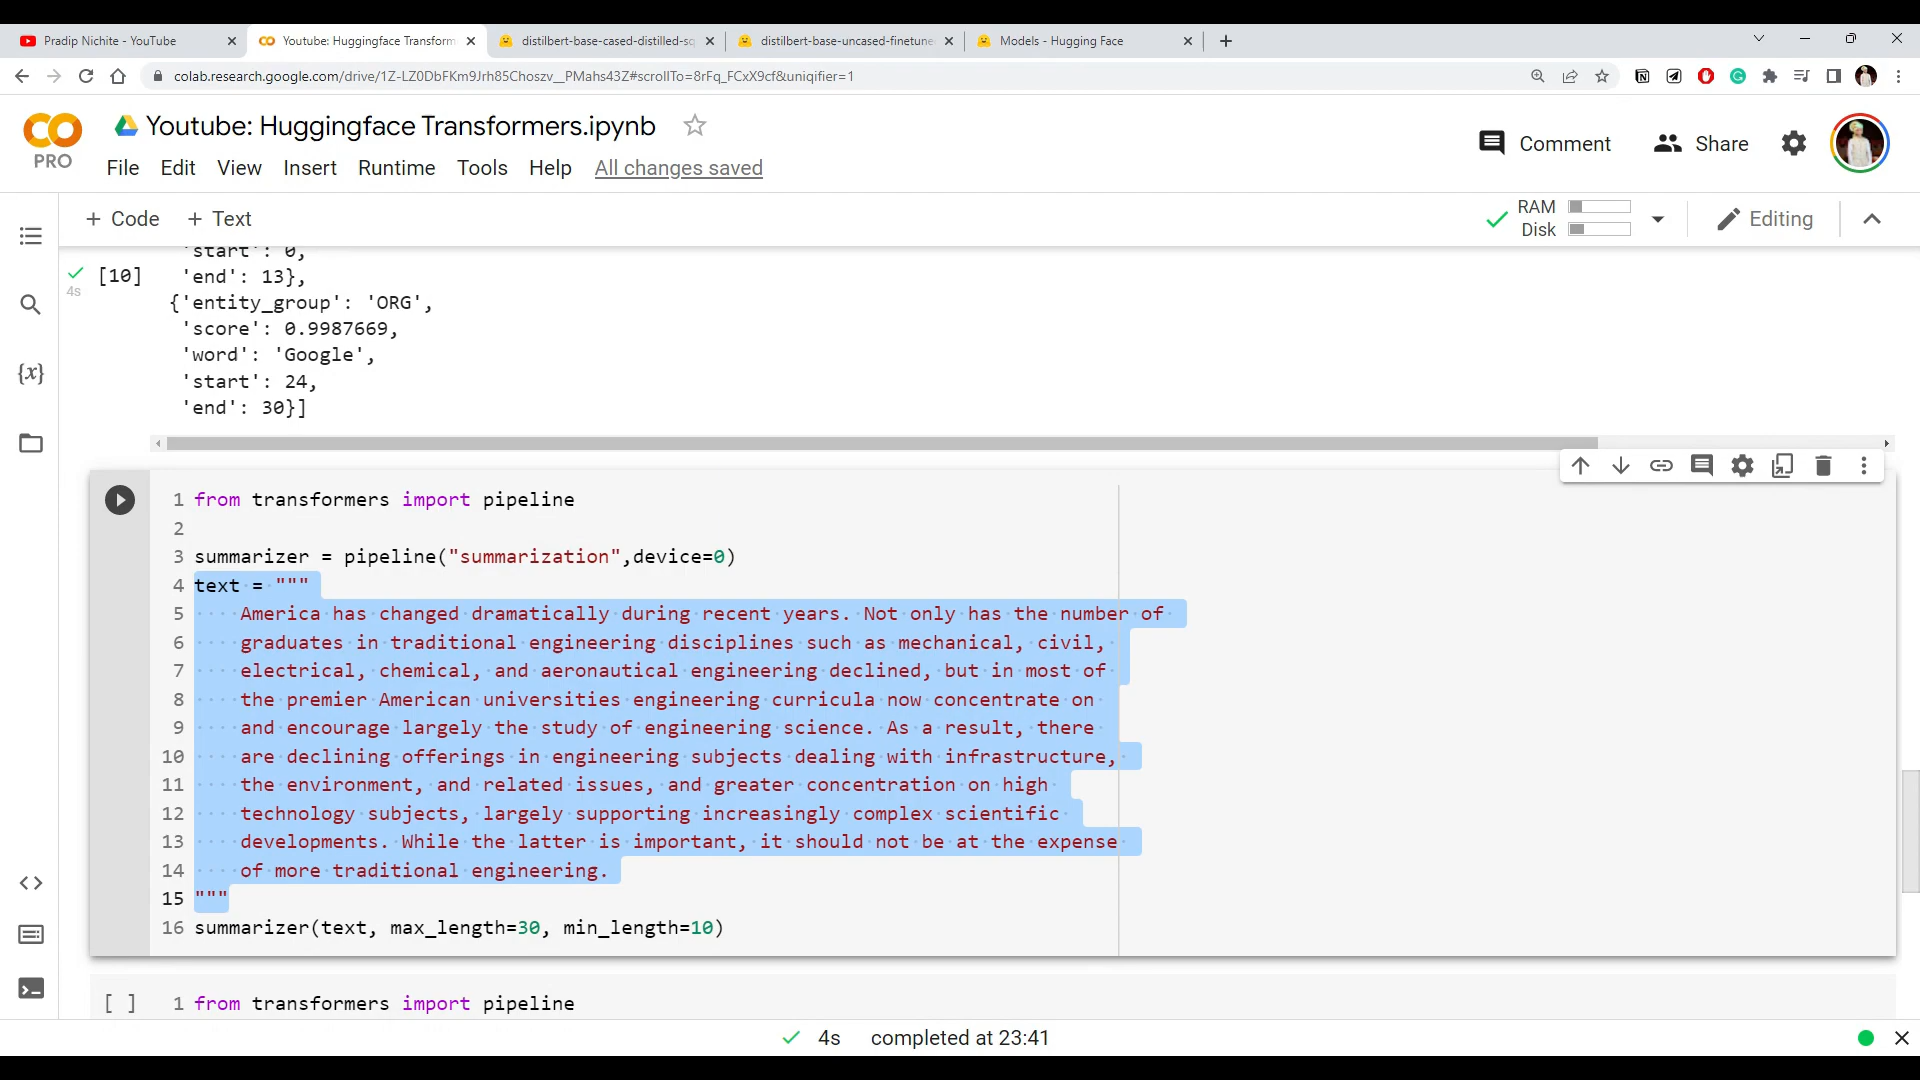 Pradip Nichite - YouTube
Youtube: Huggingface Transform
distilbert-base-cased-distilled-sq
distilbert-base-uncased-finetune
Models - Hugging Face
colab.research.google.com/drive/1Z-LZ0DbFKm9Jrh85Choszv__PMahs43Z#scrollTo=8rFq_FCxX9cf&uniqifier=1
CO
PRO
Youtube: Huggingface Transformers.ipynb
Comment
Share
File Edit View Insert Runtime Tools Help All changes saved
+ Code + Text
RAM
Disk
Editing
'start': 0,
[10] 'end': 13},
4s
{'entity_group': 'ORG',
'score': 0.9987669,
'word': 'Google',
'start': 24,
'end': 30}]
1 from transformers import pipeline
2
3 summarizer = pipeline("summarization",device=0)
4 text = """
5 America has changed dramatically during recent years. Not only has the number of
6 graduates in traditional engineering disciplines such as mechanical, civil,
7 electrical, chemical, and aeronautical engineering declined, but in most of
8 the premier American universities engineering curricula now concentrate on
9 and encourage largely the study of engineering science. As a result, there
10 are declining offerings in engineering subjects dealing with infrastructure,
11 the environment, and related issues, and greater concentration on high
12 technology subjects, largely supporting increasingly complex scientific
13 developments. While the latter is important, it should not be at the expense
14 of more traditional engineering.
15 """
16 summarizer(text, max_length=30, min_length=10)
[ ] 1 from transformers import pipeline
4s completed at 23:41